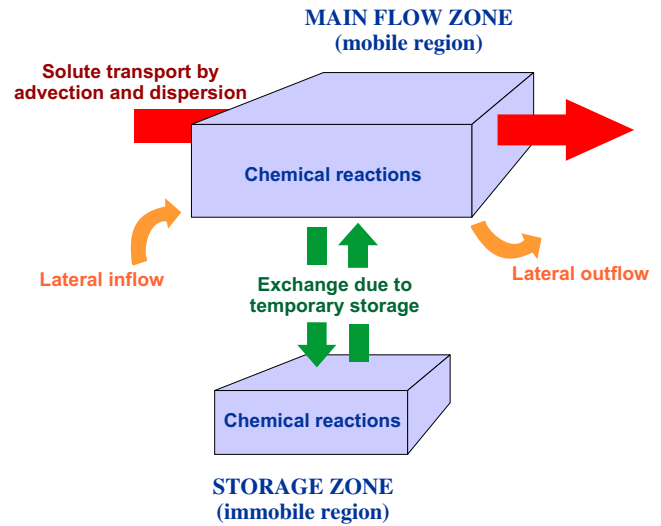 MAIN FLOW ZONE
(mobile region)
Solute transport by
advection and dispersion
Chemical reactions
Lateral inflow
Lateral outflow
Exchange due to
temporary storage
Chemical reactions
STORAGE ZONE
(immobile region)